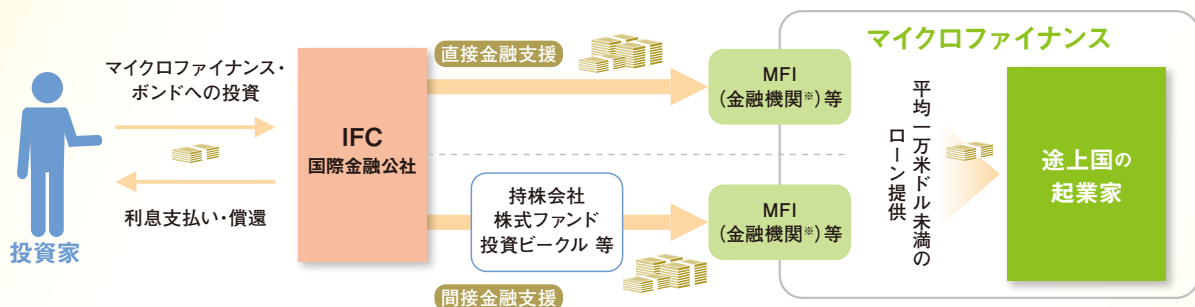 マイクロファイナンス・
ボンドへの投資
利息支払い・償還
投資家
IFC
国際金融公社
直接金融支援
持株会社
株式ファンド
投資ビークル 等
間接金融支援
MFI
（金融機関※）等
MFI
（金融機関※）等
マイクロファイナンス
平均一万米ドル未満の
ローン提供
途上国の
起業家